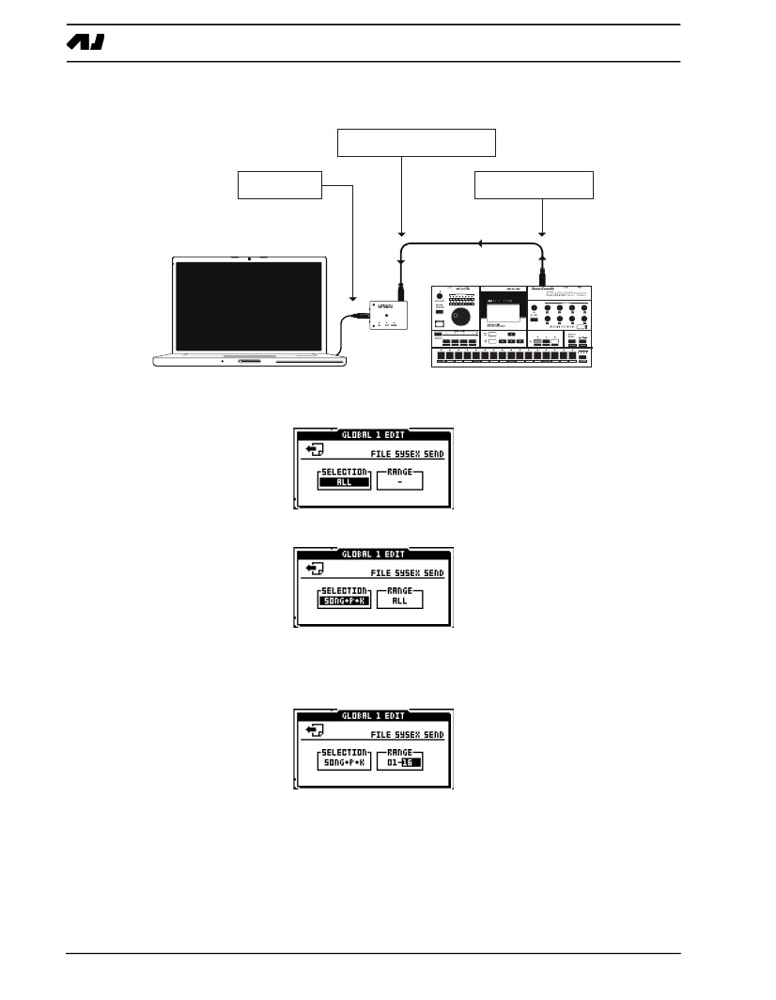 Elektron
GLOBAL 1 EDIT
FILE SYSEX SEND
SELECTION RANGE
ALL -
GLOBAL 1 EDIT
FILE SYSEX SEND
SELECTION RANGE
SONG+P+K ALL
GLOBAL 1 EDIT
FILE SYSEX SEND
SELECTION RANGE
SONG+P+K 01-16